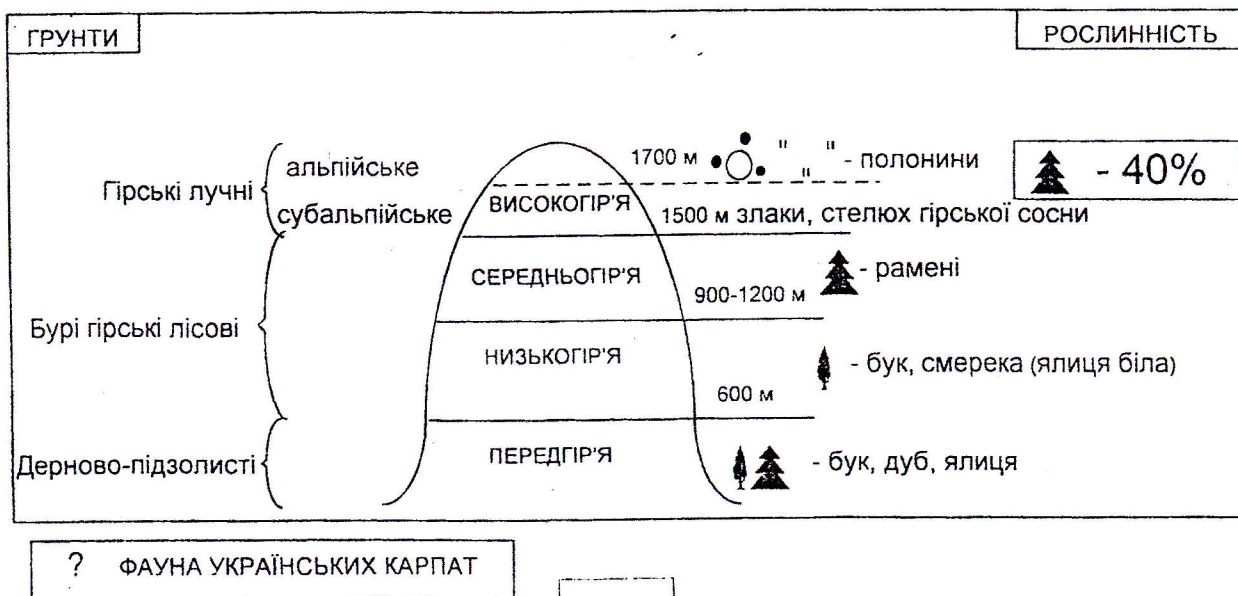 ГРУНТИ
РОСЛИННІСТЬ
альпійське
1700 м " " " - полонини
- 40%
Гірські лучні
субальпійське
ВИСОКОГІР'Я
1500 м злаки, стелюх гірської сосни
СЕРЕДНЬОГІР'Я
- рамені
900-1200 м
Бурі гірські лісові
НИЗЬКОГІР'Я
- бук, смерека (ялиця біла)
600 м
Дерново-підзолисті
ПЕРЕДГІР'Я
- бук, дуб, ялиця
? ФАУНА УКРАЇНСЬКИХ КАРПАТ